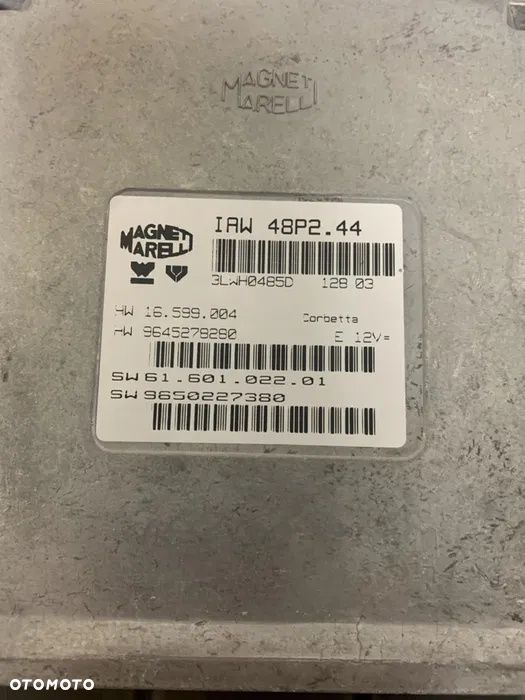 MAGNETI
MARELLI
MAGNETI
MARELLI
IAW 48P2.44
3LWH0485D 128 03
HW 16.599.004 Corbetta
HW 9645278280 E 12V=
SW 61.601.022.01
SW 9650227380
OTOMOTO